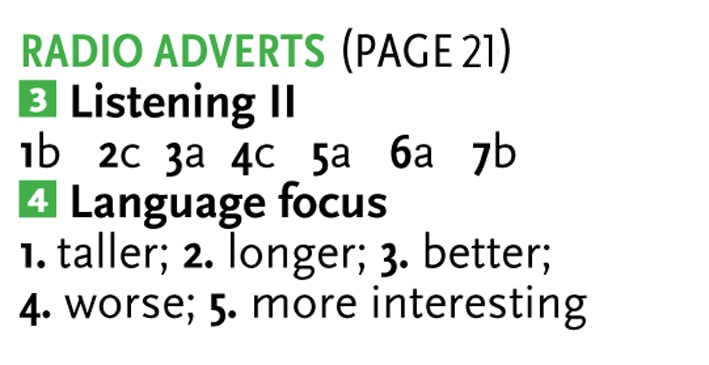 RADIO ADVERTS (PAGE 21)
3 Listening II
1b 2c 3a 4c 5a 6a 7b
4 Language focus
1. taller; 2. longer; 3. better;
4. worse; 5. more interesting